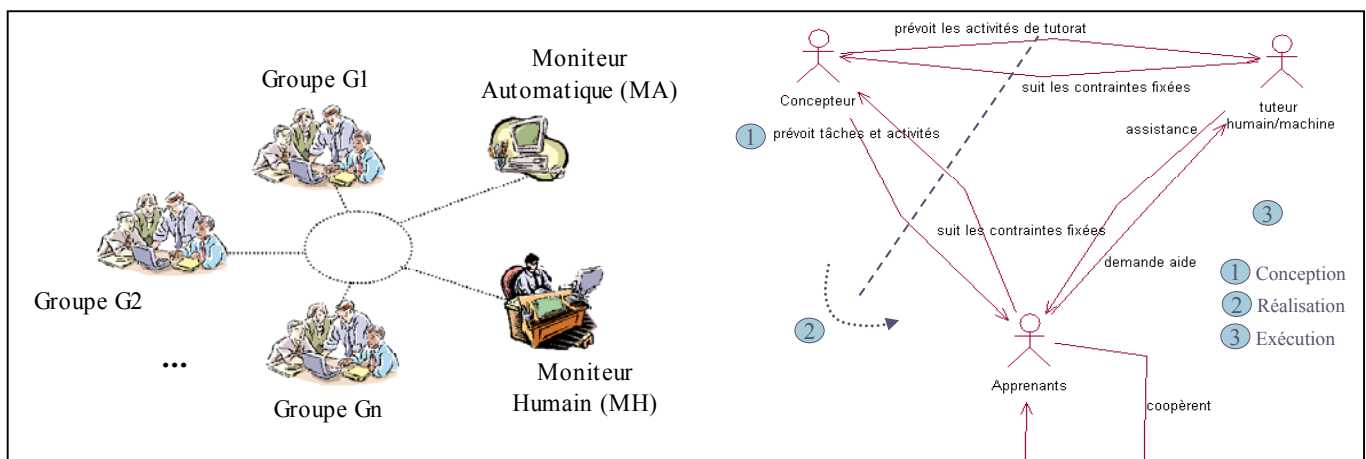 Groupe G1
Moniteur
Automatique (MA)
Groupe G2
...
Groupe Gn
Moniteur
Humain (MH)
prévoit les activités de tutorat
Concepteur
suit les contraintes fixées
tuteur
humain/machine
1 prévoit tâches et activités
assistance
suit les contraintes fixées
3
demande aide
1 Conception
2 Réalisation
3 Exécution
2
Apprenants
coopèrent